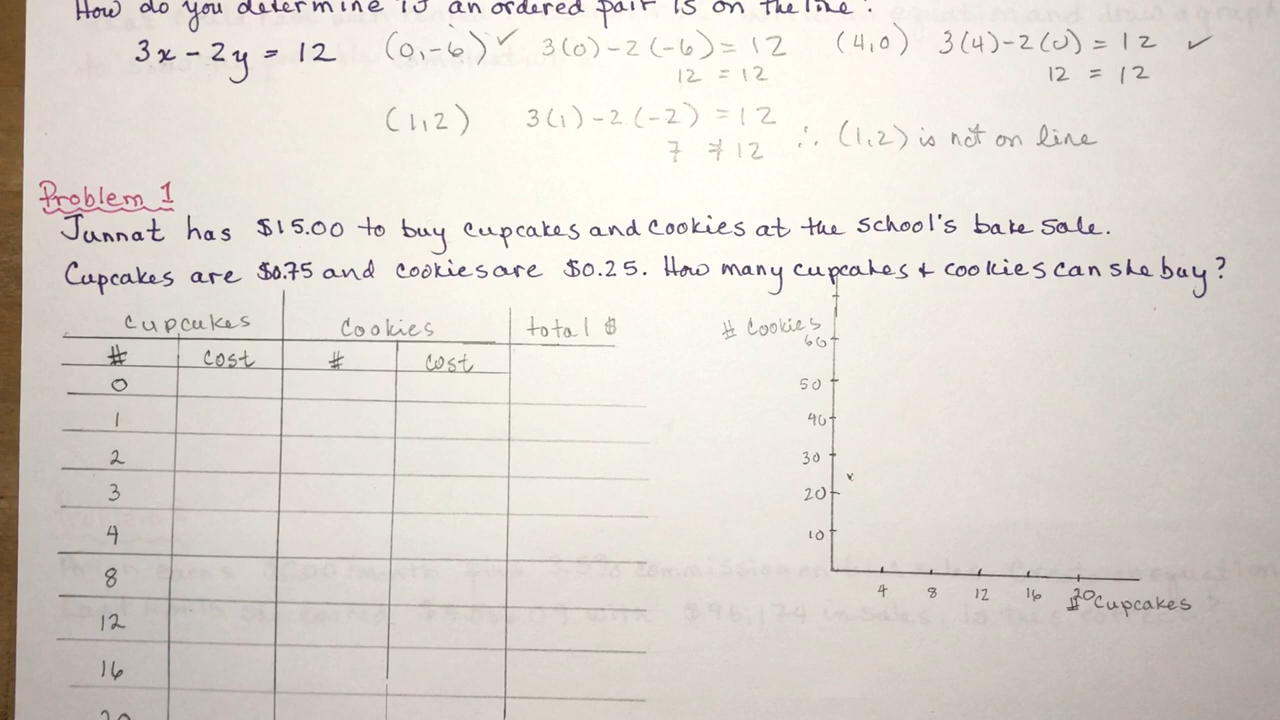 How do you determine if an ordered pair is on the line?
3x - 2y = 12 (0,-6) ✓ 3(0)-2(-6) = 12 (4,0) 3(4)-2(0) = 12 ✓
12 = 12 12 = 12
(1,2) 3(1)-2(-2) = 12
7 ≠ 12 ∴ (1,2) is not on line
Problem 1
Junnat has $15.00 to buy cupcakes and cookies at the school's bake sale.
Cupcakes are $0.75 and cookies are $0.25. How many cupcakes + cookies can she buy?
cupcakes cookies total $
# cost # cost
0
1
2
3
4
8
12
16
20
# Cookies
60
50
40
30
20
10
4 8 12 16 20
# Cupcakes